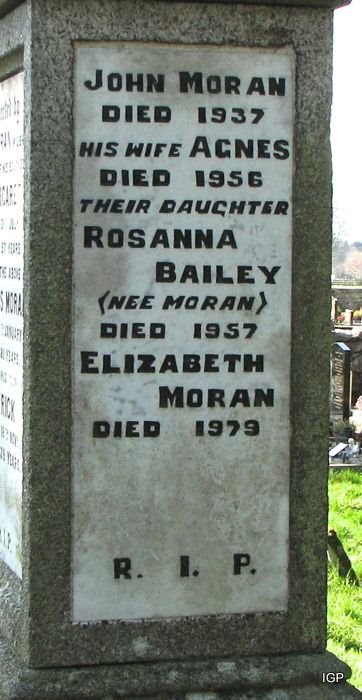 JOHN MORAN
DIED 1937
HIS WIFE AGNES
DIED 1956
THEIR DAUGHTER
ROSANNA
BAILEY
(NEE MORAN)
DIED 1957
ELIZABETH
MORAN
DIED 1979
R. I. P.
IGP